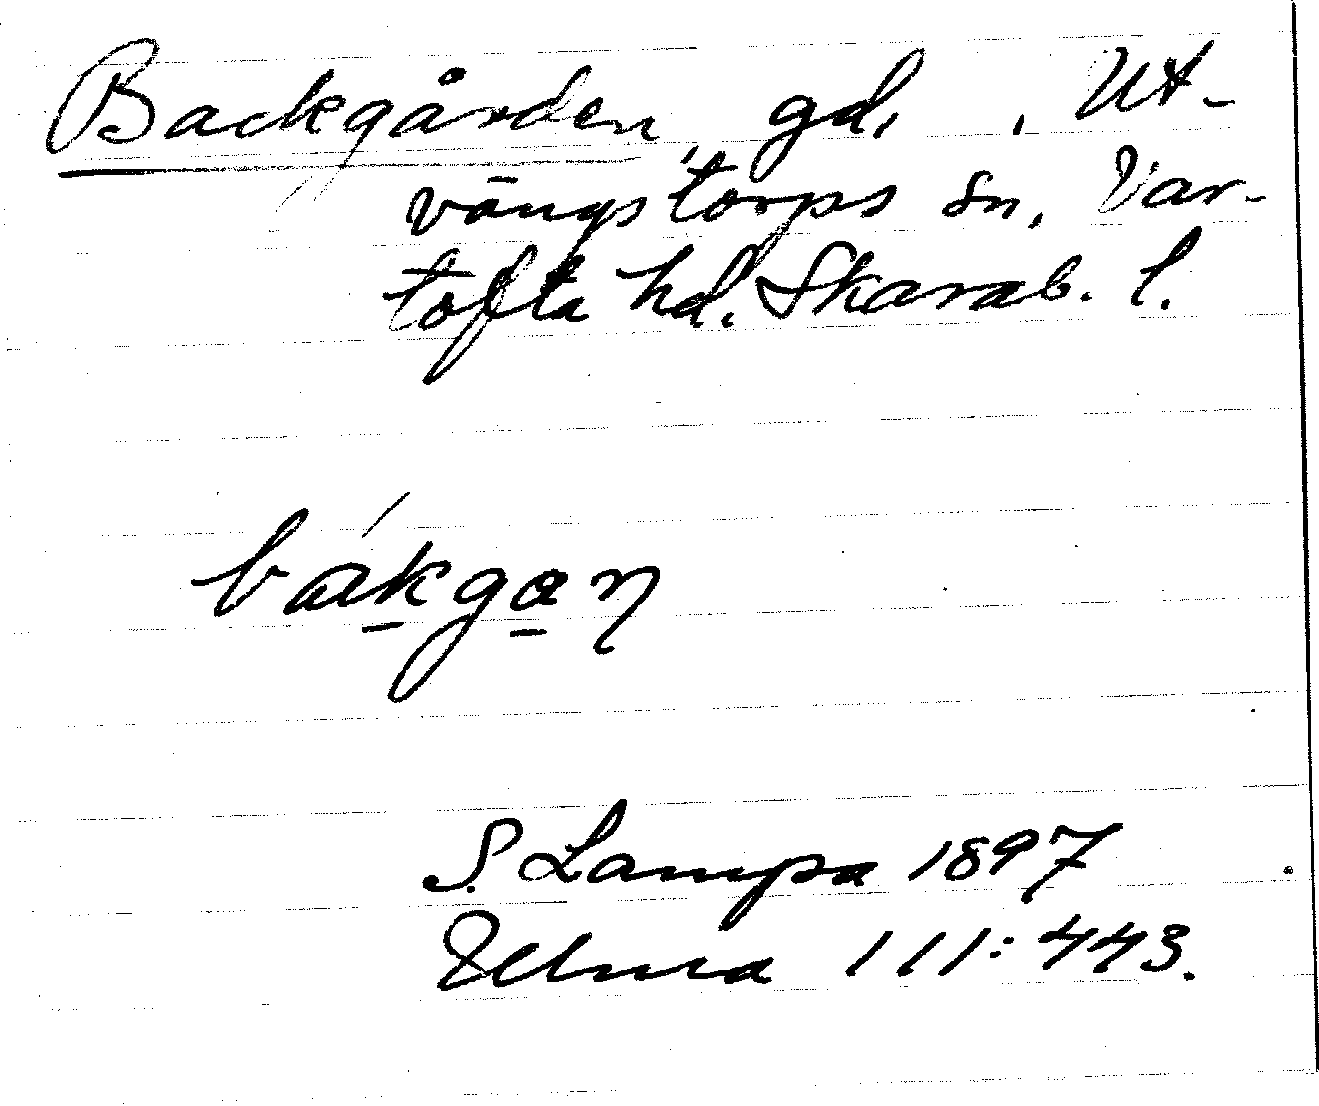 Backgården, gd, , Ut-
vängstorps sn, Var-
tofta hd. Skarab. l.
bákgan
S. Lampa 1897
Ulma 111:443.